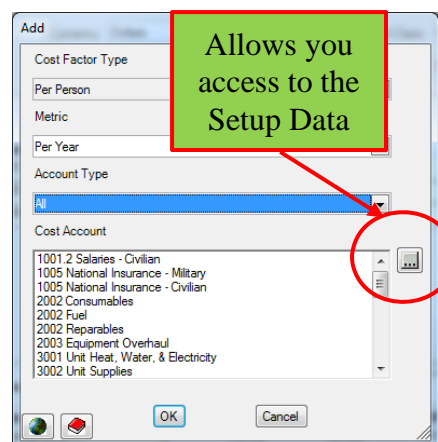 Add
Cost Factor Type
Allows you
access to the
Setup Data
Per Person
Metric
Per Year
Account Type
All
Cost Account
1001.2 Salaries - Civilian
1005 National Insurance - Military
1005 National Insurance - Civilian
2002 Consumables
2002 Fuel
2002 Reparables
2003 Equipment Overhaul
3001 Unit Heat, Water, & Electricity
3002 Unit Supplies
...
OK
Cancel